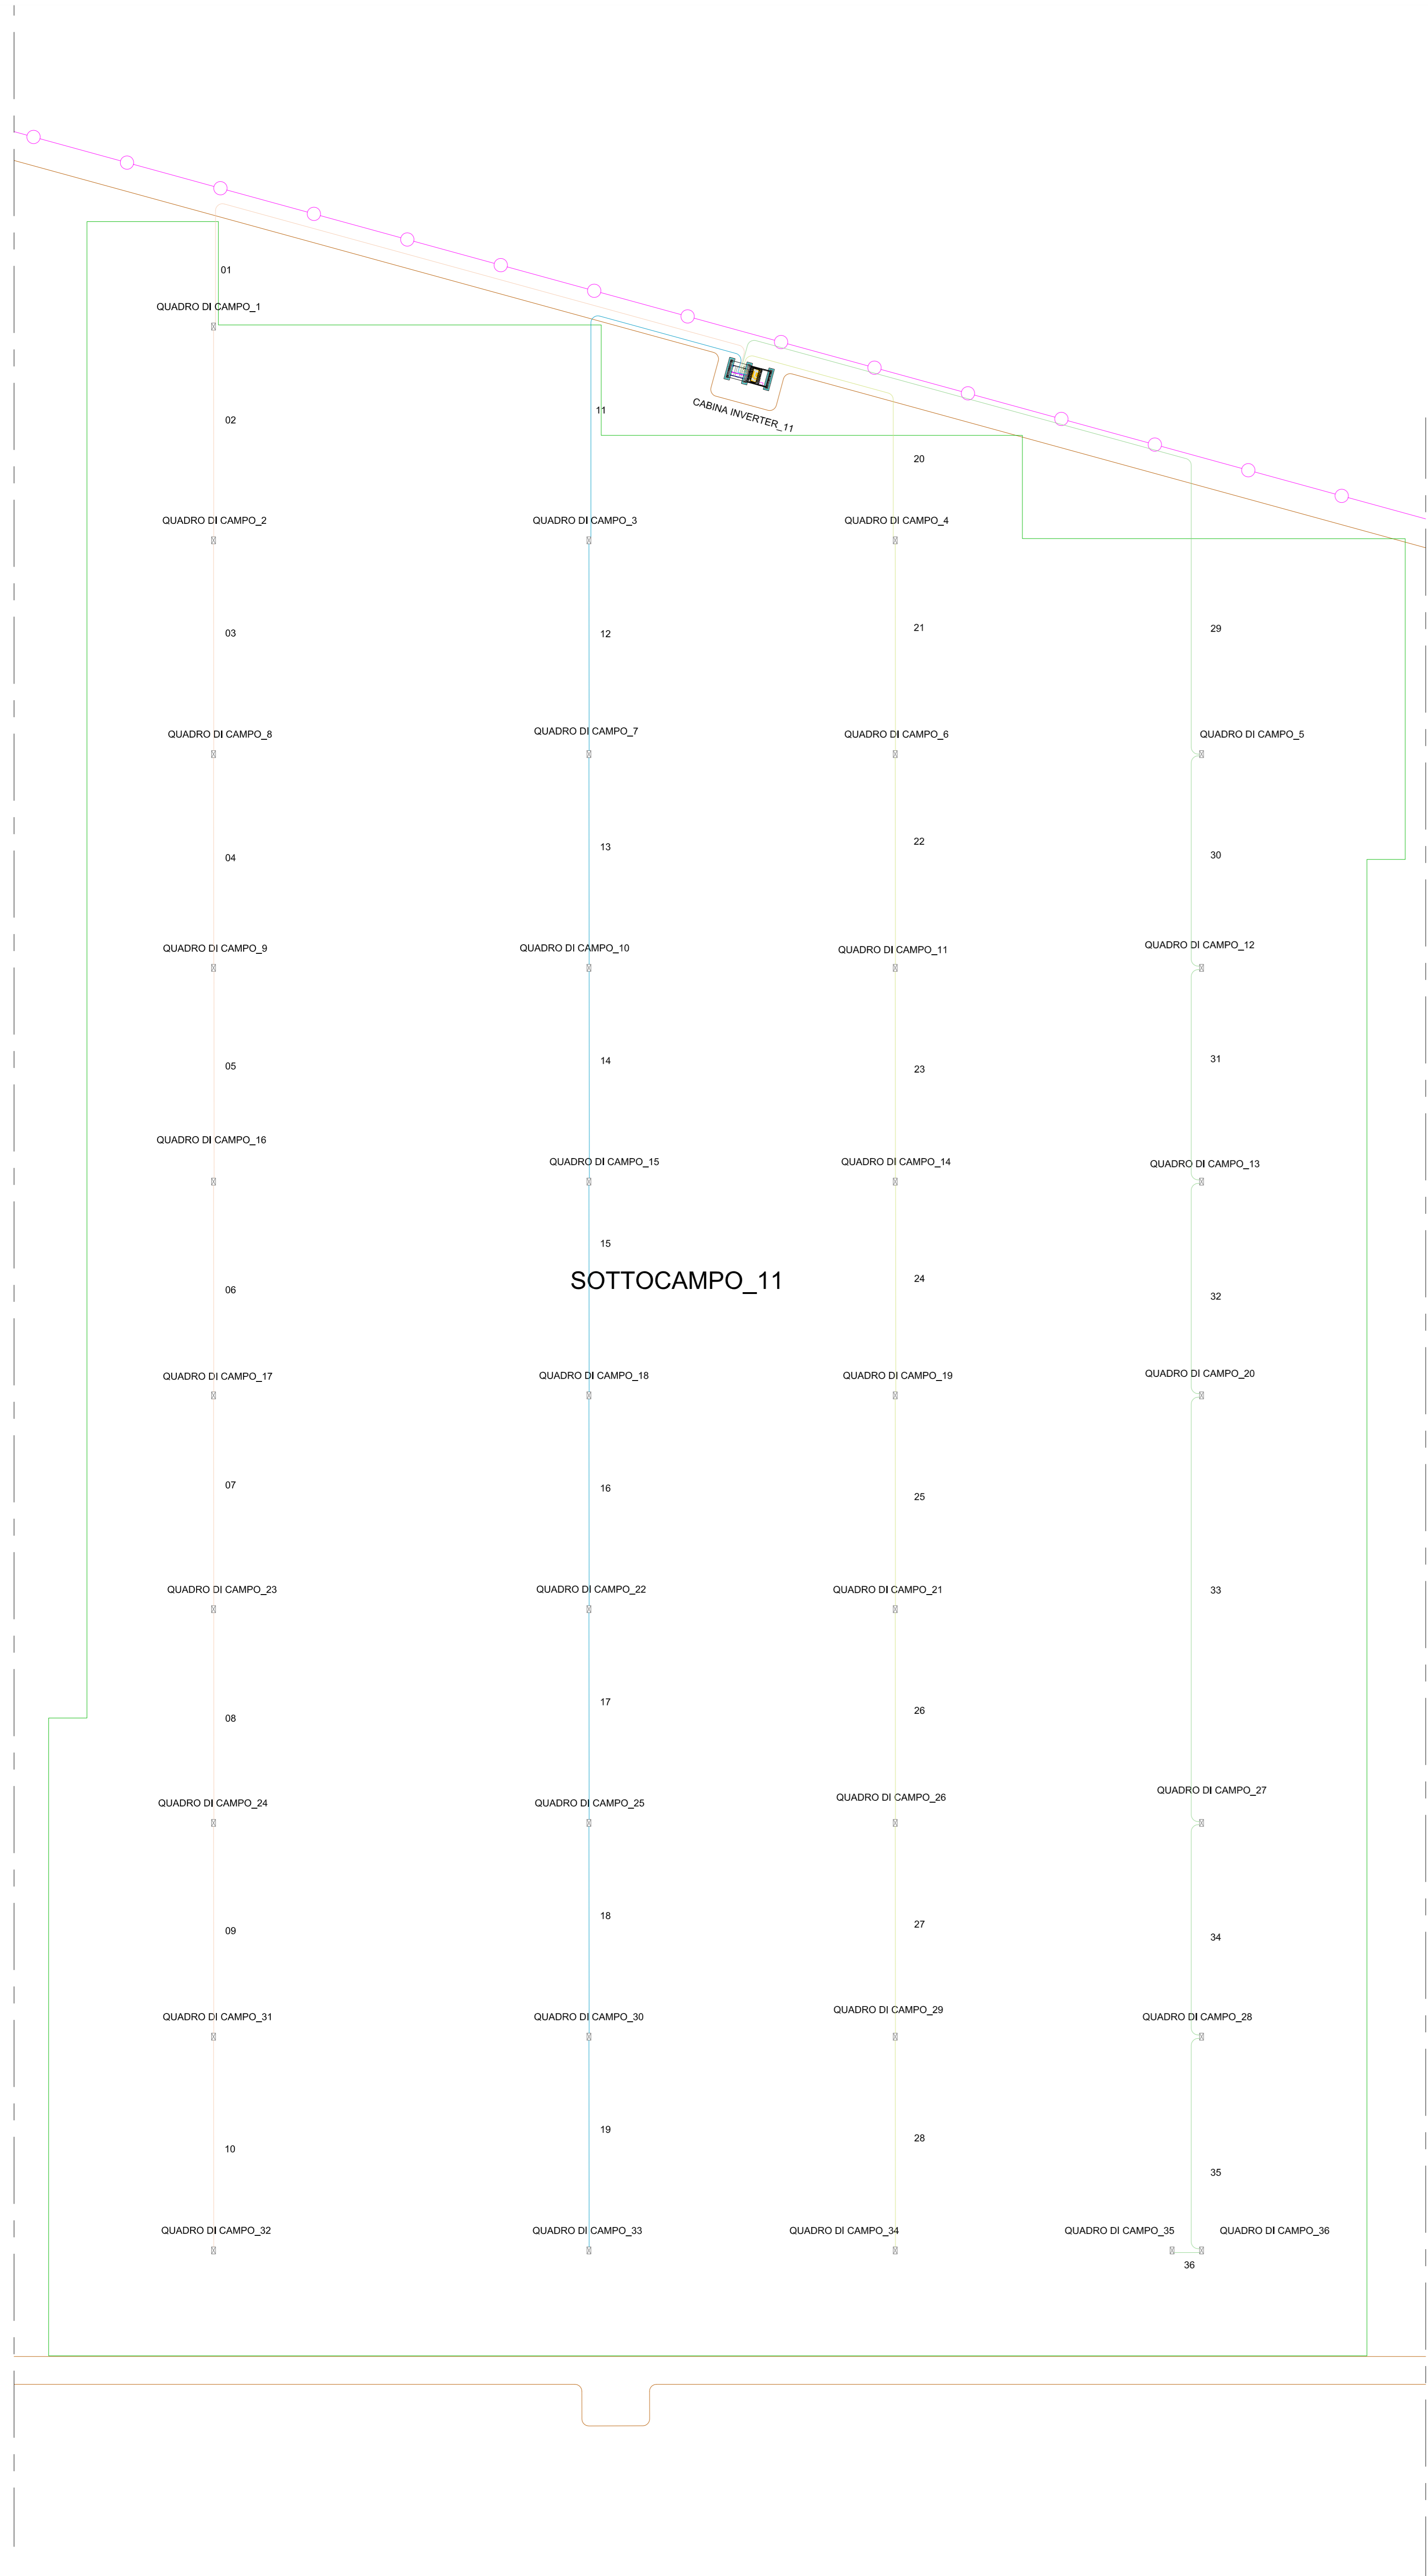 01
QUADRO DI CAMPO_1
CABINA INVERTER_11
02
11
20
QUADRO DI CAMPO_2
QUADRO DI CAMPO_3
QUADRO DI CAMPO_4
03
12
21
29
QUADRO DI CAMPO_8
QUADRO DI CAMPO_7
QUADRO DI CAMPO_6
QUADRO DI CAMPO_5
04
13
22
30
QUADRO DI CAMPO_9
QUADRO DI CAMPO_10
QUADRO DI CAMPO_11
QUADRO DI CAMPO_12
05
14
23
31
QUADRO DI CAMPO_16
QUADRO DI CAMPO_15
QUADRO DI CAMPO_14
QUADRO DI CAMPO_13
15
SOTTOCAMPO_11
06
24
32
QUADRO DI CAMPO_17
QUADRO DI CAMPO_18
QUADRO DI CAMPO_19
QUADRO DI CAMPO_20
07
16
25
33
QUADRO DI CAMPO_23
QUADRO DI CAMPO_22
QUADRO DI CAMPO_21
08
17
26
QUADRO DI CAMPO_24
QUADRO DI CAMPO_25
QUADRO DI CAMPO_26
QUADRO DI CAMPO_27
09
18
27
34
QUADRO DI CAMPO_31
QUADRO DI CAMPO_30
QUADRO DI CAMPO_29
QUADRO DI CAMPO_28
10
19
28
35
QUADRO DI CAMPO_32
QUADRO DI CAMPO_33
QUADRO DI CAMPO_34
QUADRO DI CAMPO_35
QUADRO DI CAMPO_36
36